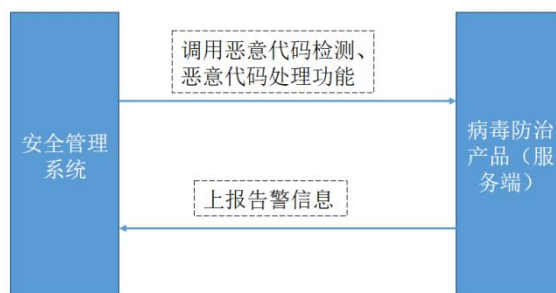 调用恶意代码检测、
恶意代码处理功能
安全管理
系统
病毒防治
产品（服
务端）
上报告警信息